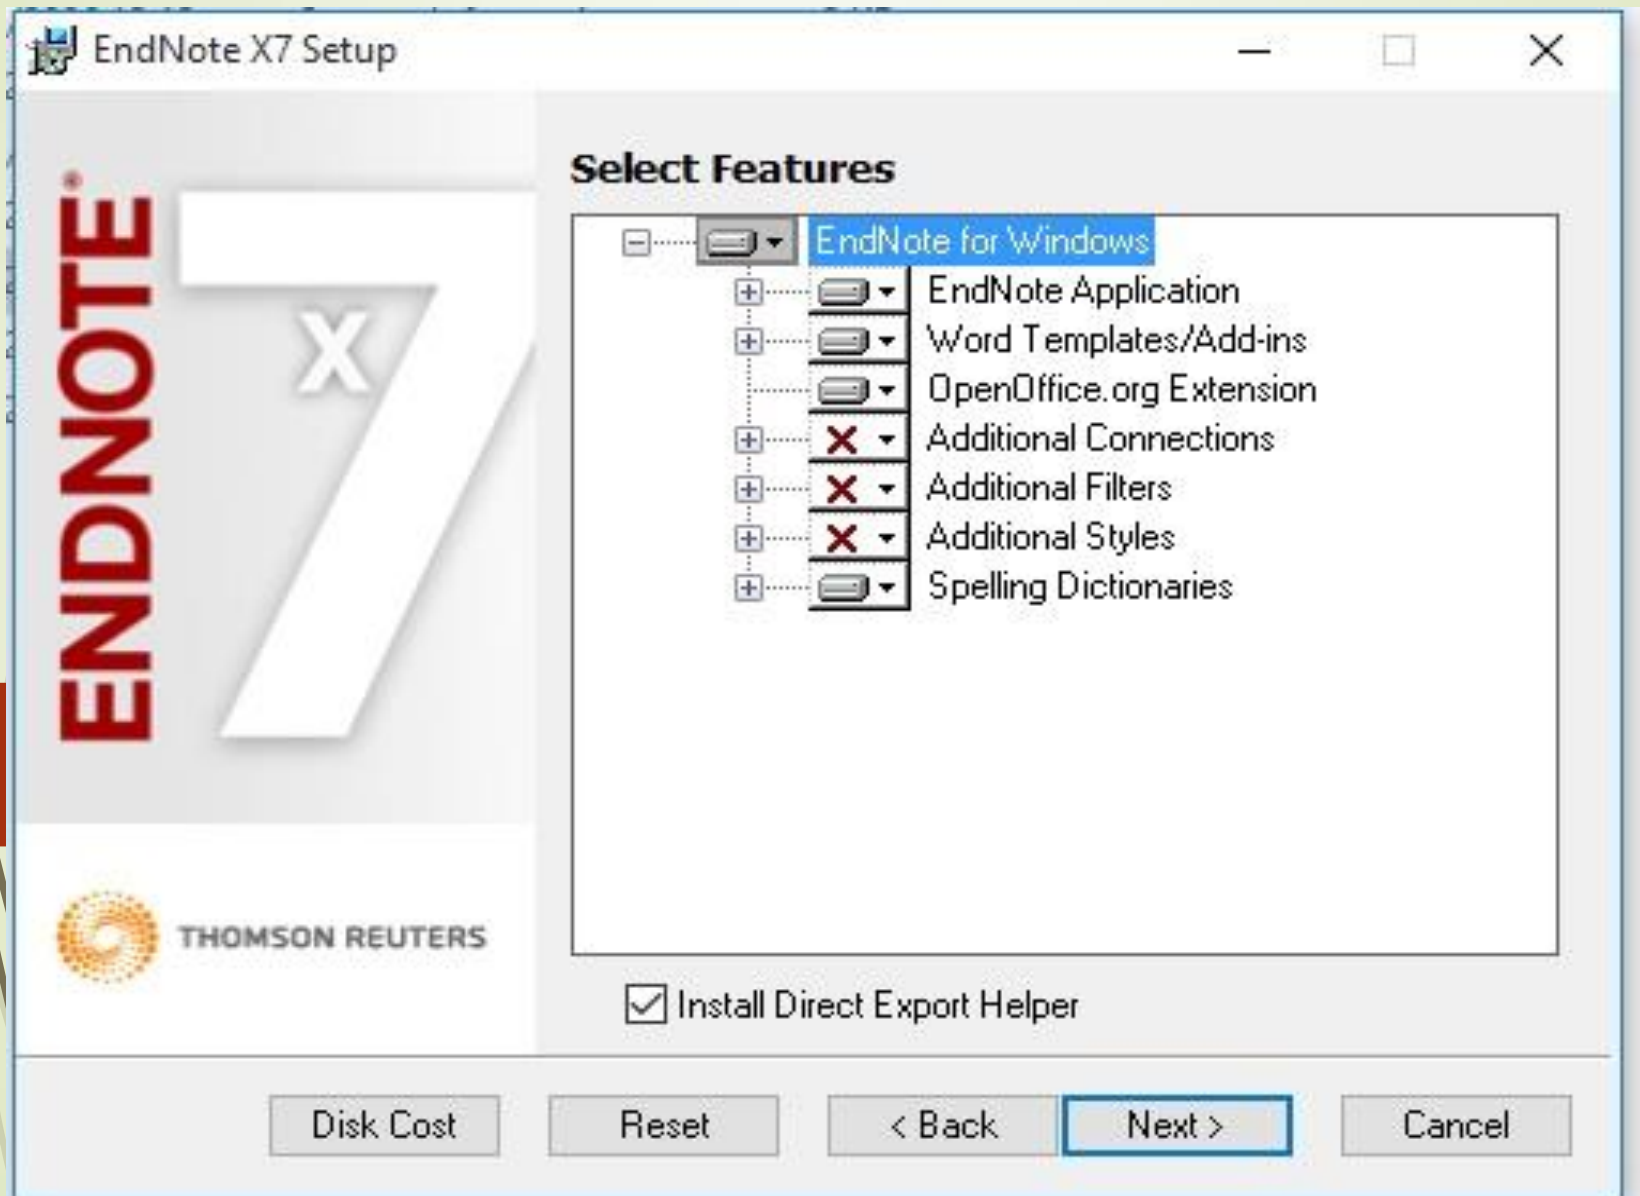 EndNote X7 Setup
ENDNOTE®
X7
THOMSON REUTERS
Select Features
EndNote for Windows
EndNote Application
Word Templates/Add-ins
OpenOffice.org Extension
Additional Connections
Additional Filters
Additional Styles
Spelling Dictionaries
Install Direct Export Helper
Disk Cost
Reset
< Back
Next >
Cancel